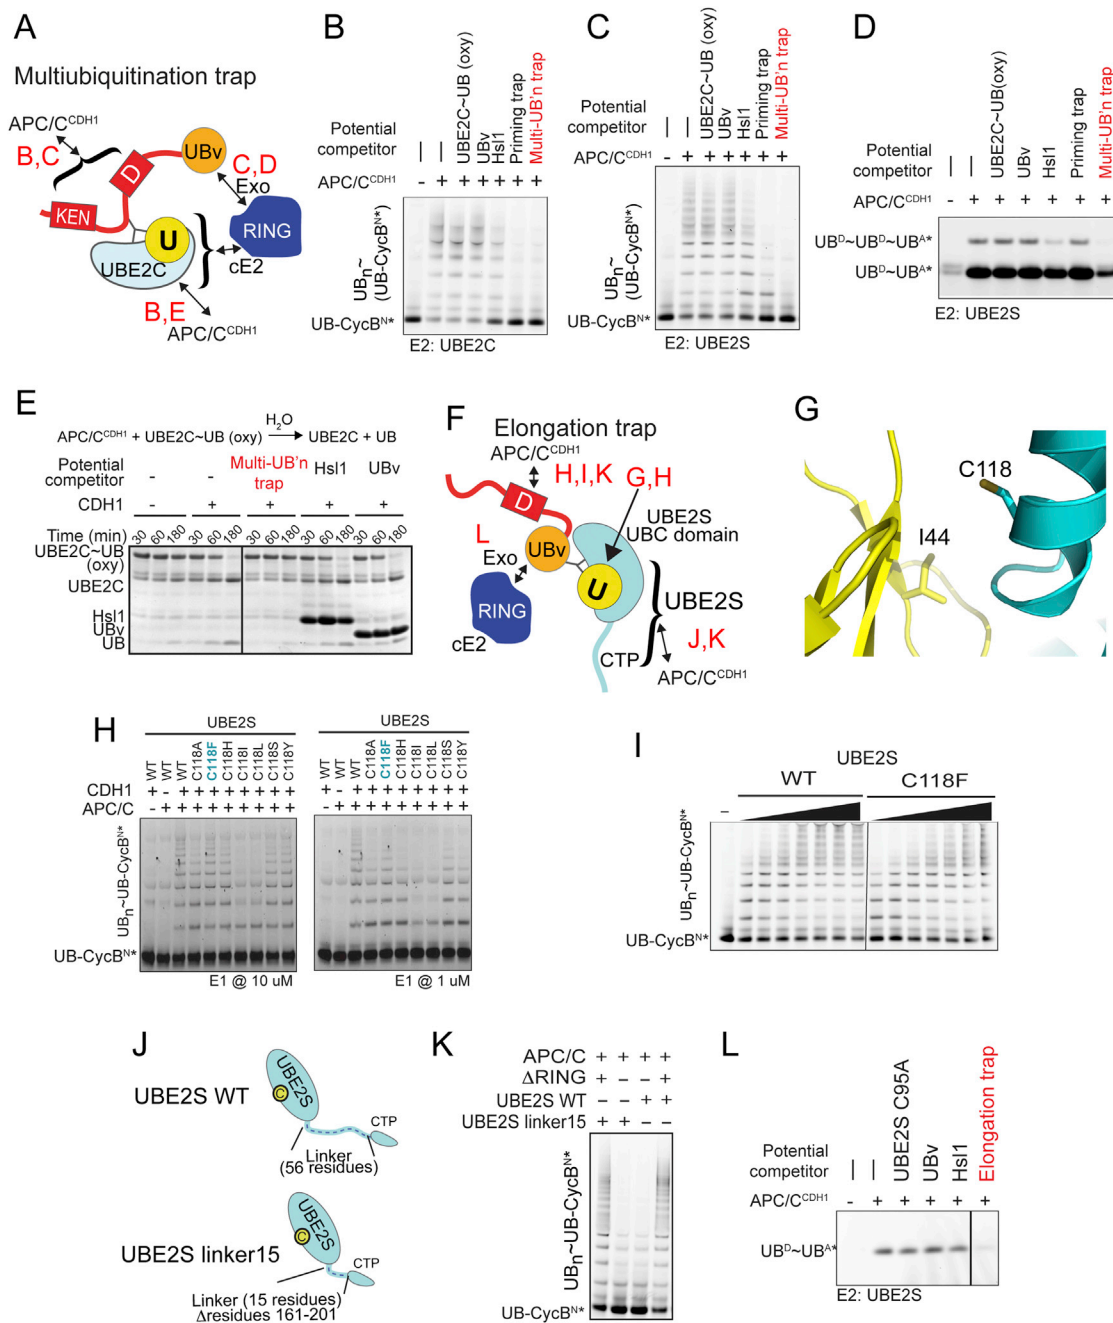 A
Multiubiquitination trap
APC/C^CDH1
B,C
D
UBv
C,D
Exo
KEN
RING
U
cE2
UBE2C
B,E
APC/C^CDH1
B
UBE2C~UB (oxy)
UBv
Hsl1
Priming trap
Multi-UB'n trap
Potential
competitor
| |
APC/C^CDH1 - + + + + + +
UBn~
(UB-CycB^N*)
UB-CycB^N*
E2: UBE2C
C
UBE2C~UB (oxy)
UBv
Hsl1
Priming trap
Multi-UB'n trap
Potential
competitor
| |
APC/C^CDH1 - + + + + + +
UBn~
(UB-CycB^N*)
UB-CycB^N*
E2: UBE2S
D
UBE2C~UB(oxy)
UBv
Hsl1
Priming trap
Multi-UB'n trap
Potential
competitor
| |
APC/C^CDH1 - + + + + + +
UB^D~UB^D~UB^A*
UB^D~UB^A*
E2: UBE2S
E
H2O
APC/C^CDH1 + UBE2C~UB (oxy) → UBE2C + UB
Potential
competitor
- - Multi-UB'n trap Hsl1 UBv
CDH1 - + + + +
Time (min) 30 60 180 30 60 180 30 60 180 30 60 180 30 60 180
UBE2C~UB
(oxy)
UBE2C
Hsl1
UBv
UB
F
Elongation trap
APC/C^CDH1
H,I,K
G,H
D
L
UBE2S
UBC domain
Exo
UBv
U
RING
UBE2S
cE2
J,K
CTP
APC/C^CDH1
G
C118
I44
H
UBE2S
WT WT WT C118A C118F C118H C118I C118L C118S C118Y
CDH1 + - + + + + + + + +
APC/C - + + + + + + + + +
UBn~UB-CycB^N*
UB-CycB^N*
E1 @ 10 uM
UBE2S
WT WT WT C118A C118F C118H C118I C118L C118S C118Y
+ - + + + + + + + +
- + + + + + + + + +
E1 @ 1 uM
I
UBE2S
WT C118F
-
UBn~UB-CycB^N*
UB-CycB^N*
J
UBE2S
C
UBE2S WT
CTP
Linker
(56 residues)
UBE2S
C
UBE2S linker15
CTP
Linker (15 residues)
Δresidues 161-201
K
APC/C + + + +
ΔRING + - - +
UBE2S WT - - + +
UBE2S linker15 + + - -
UBn~UB-CycB^N*
UB-CycB^N*
L
UBE2S C95A
UBv
Hsl1
Elongation trap
Potential
competitor
| |
APC/C^CDH1 - + + + + +
UB^D~UB^A*
E2: UBE2S